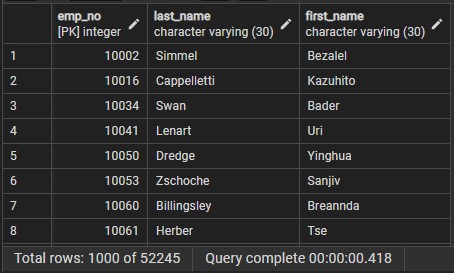 emp_no last_name first_name
[PK] integer character varying (30) character varying (30)
1 10002 Simmel Bezalel
2 10016 Cappelletti Kazuhito
3 10034 Swan Bader
4 10041 Lenart Uri
5 10050 Dredge Yinghua
6 10053 Zschoche Sanjiv
7 10060 Billingsley Breannda
8 10061 Herber Tse
Total rows: 1000 of 52245 Query complete 00:00:00.418